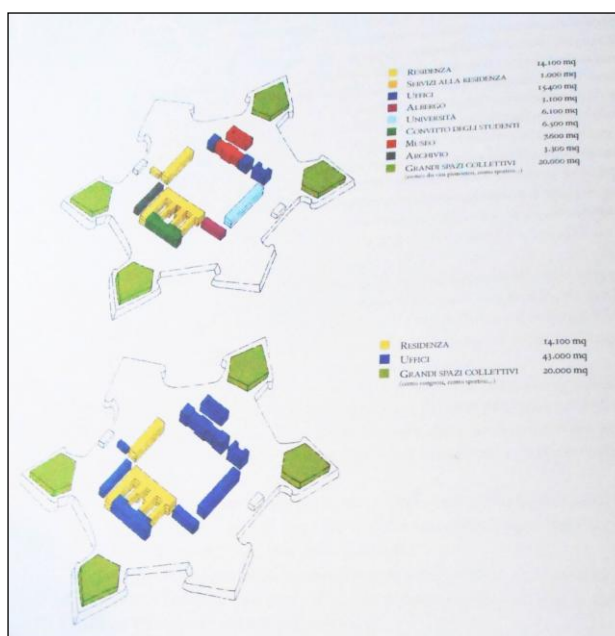 RESIDENZA 14.100 mq
SERVIZI ALLA RESIDENZA 1.000 mq
UFFICI 15400 mq
ALBERGO 3.100 mq
UNIVERSITÀ 6.100 mq
CONVITTO DEGLI STUDENTI 6.500 mq
MUSEO 7.600 mq
ARCHIVIO 3.300 mq
GRANDI SPAZI COLLETTIVI 20.000 mq
RESIDENZA 14.100 mq
UFFICI 43.000 mq
GRANDI SPAZI COLLETTIVI 20.000 mq
(centro congressi, centro sportivo...)